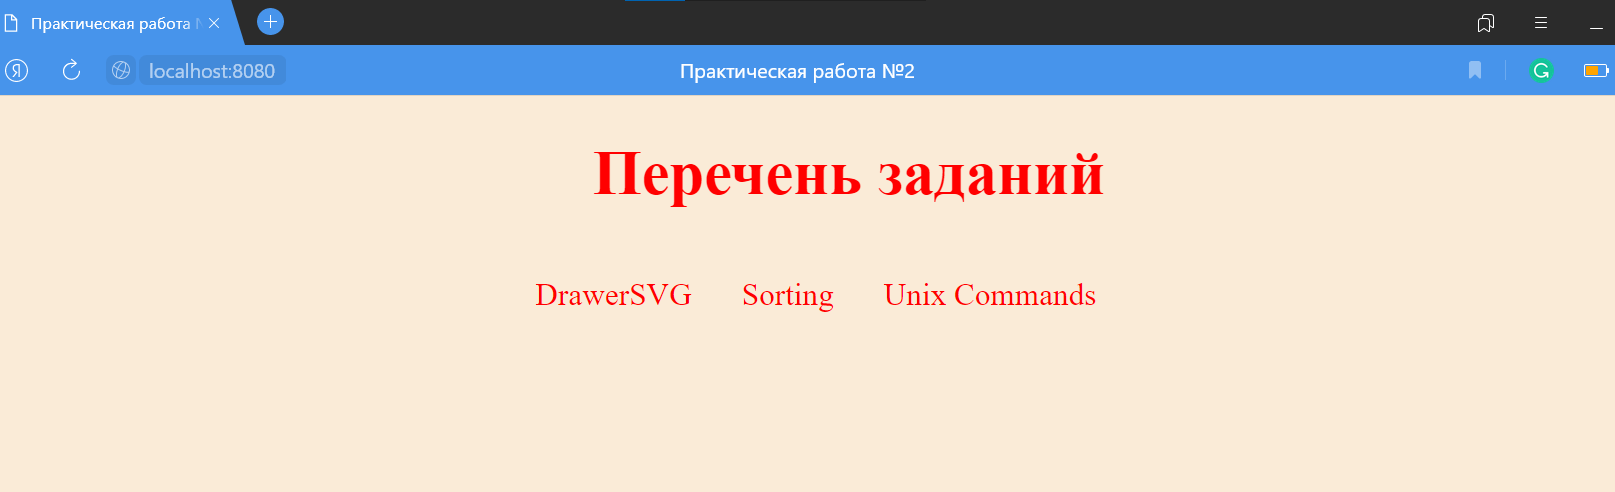 Практическая работа
localhost:8080
Практическая работа №2
Перечень заданий
DrawerSVG Sorting Unix Commands